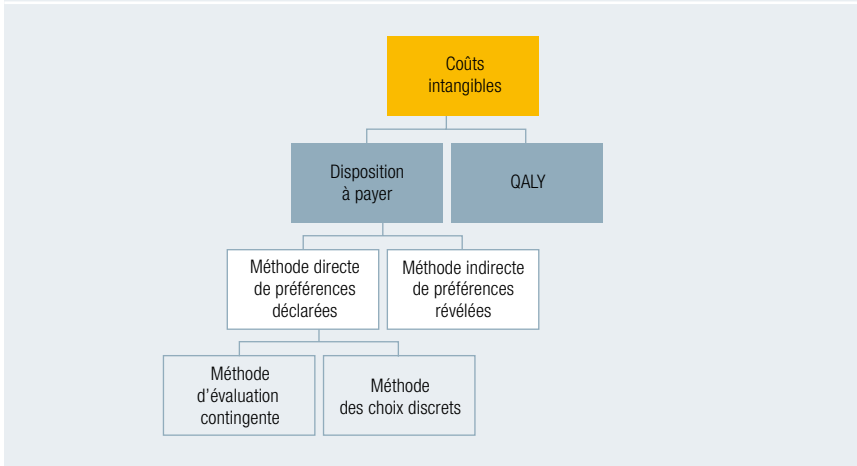 Coûts
intangibles
Disposition
à payer
QALY
Méthode directe
de préférences
déclarées
Méthode indirecte
de préférences
révélées
Méthode
d'évaluation
contingente
Méthode
des choix discrets